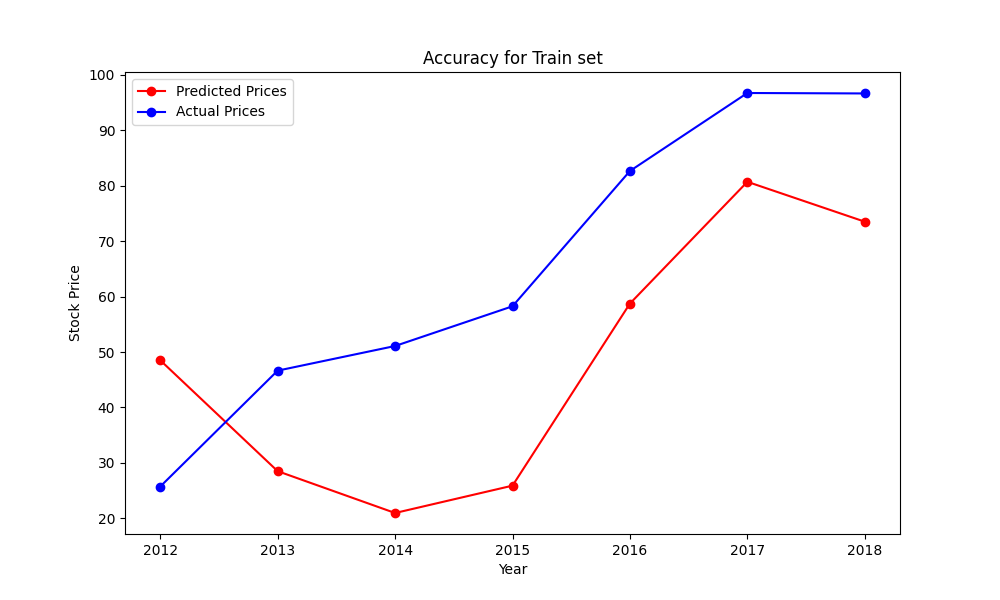 Accuracy for Train set
Predicted Prices
Actual Prices
100
90
80
70
60
50
40
30
20
Stock Price
2012 2013 2014 2015 2016 2017 2018
Year